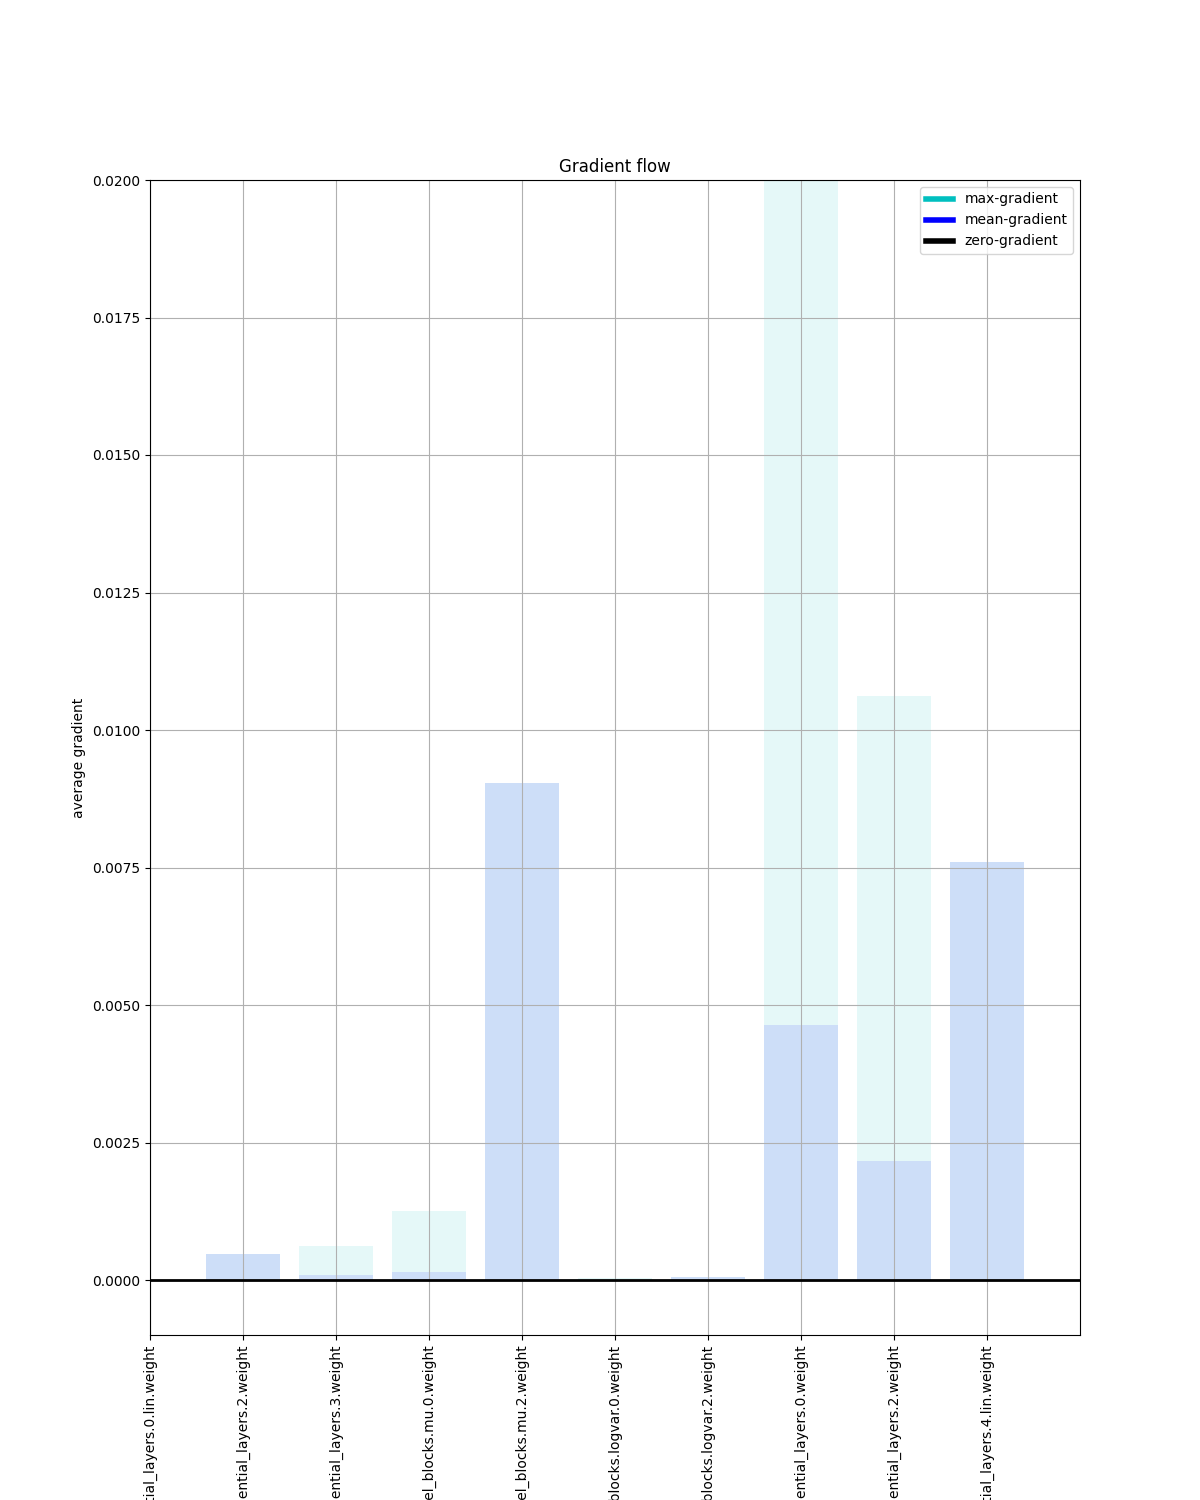 Gradient flow
max-gradient
mean-gradient
zero-gradient
0.0200
0.0175
0.0150
0.0125
0.0100
0.0075
0.0050
0.0025
0.0000
average gradient
tial_layers.0.lin.weight
ential_layers.2.weight
ential_layers.3.weight
el_blocks.mu.0.weight
el_blocks.mu.2.weight
blocks.logvar.0.weight
blocks.logvar.2.weight
ential_layers.0.weight
ential_layers.2.weight
tial_layers.4.lin.weight